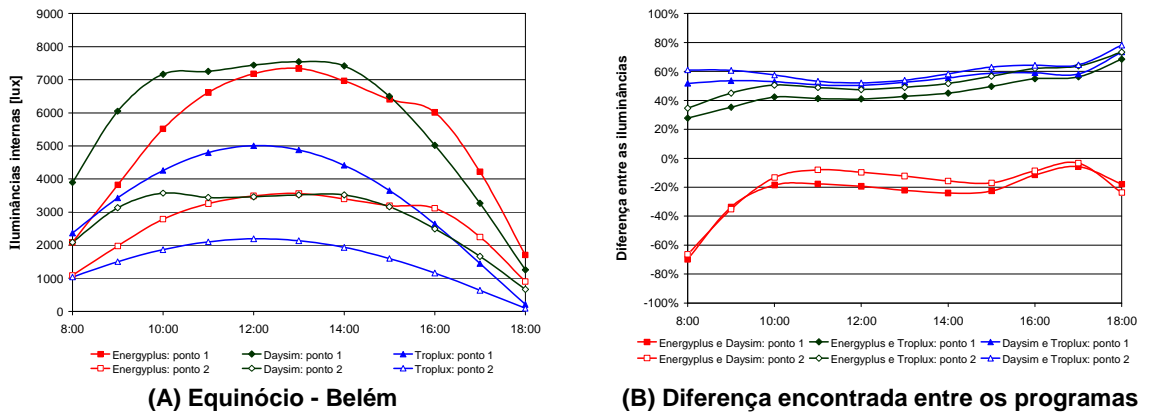 Iluminâncias internas [lux]
9000
8000
7000
6000
5000
4000
3000
2000
1000
0
8:00 10:00 12:00 14:00 16:00 18:00
Energyplus: ponto 1 Daysim: ponto 1 Troplux: ponto 1
Energyplus: ponto 2 Daysim: ponto 2 Troplux: ponto 2
(A) Equinócio - Belém
Diferença entre as iluminâncias
100%
80%
60%
40%
20%
0%
-20%
-40%
-60%
-80%
-100%
8:00 10:00 12:00 14:00 16:00 18:00
Energyplus e Daysim: ponto 1 Energyplus e Troplux: ponto 1 Daysim e Troplux: ponto 1
Energyplus e Daysim: ponto 2 Energyplus e Troplux: ponto 2 Daysim e Troplux: ponto 2
(B) Diferença encontrada entre os programas